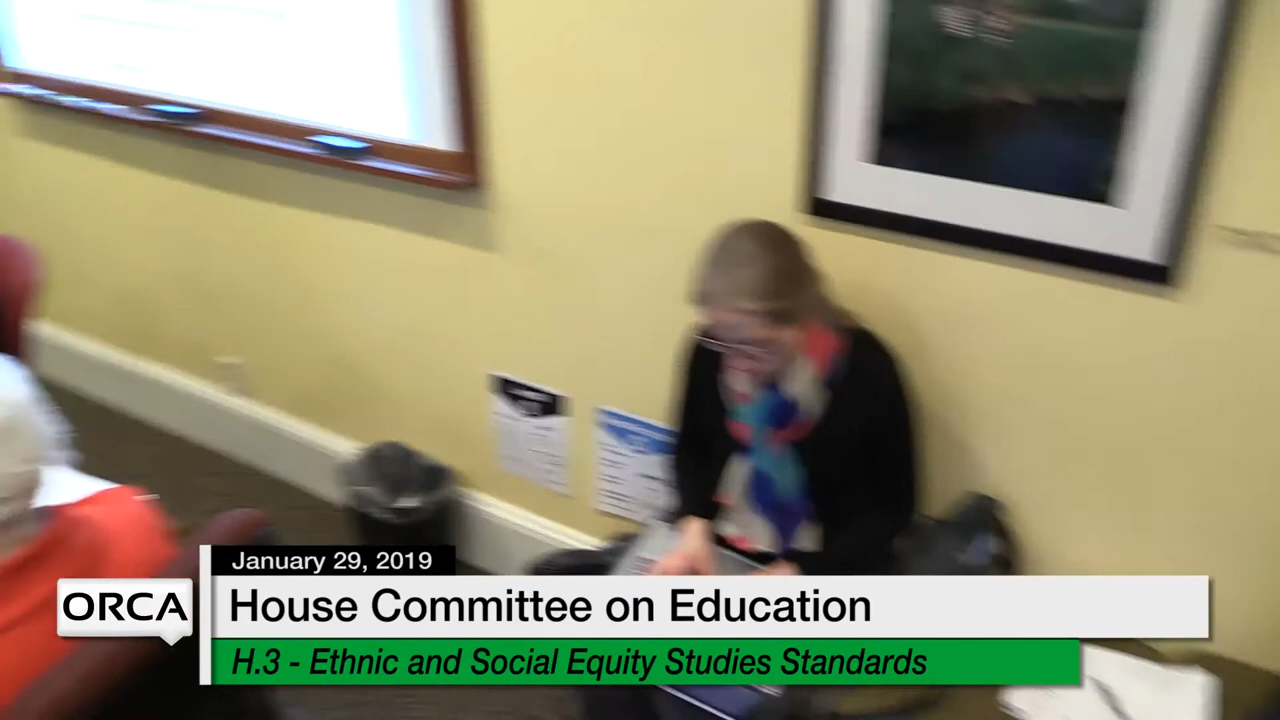 January 29, 2019
ORCA
House Committee on Education
H.3 - Ethnic and Social Equity Studies Standards